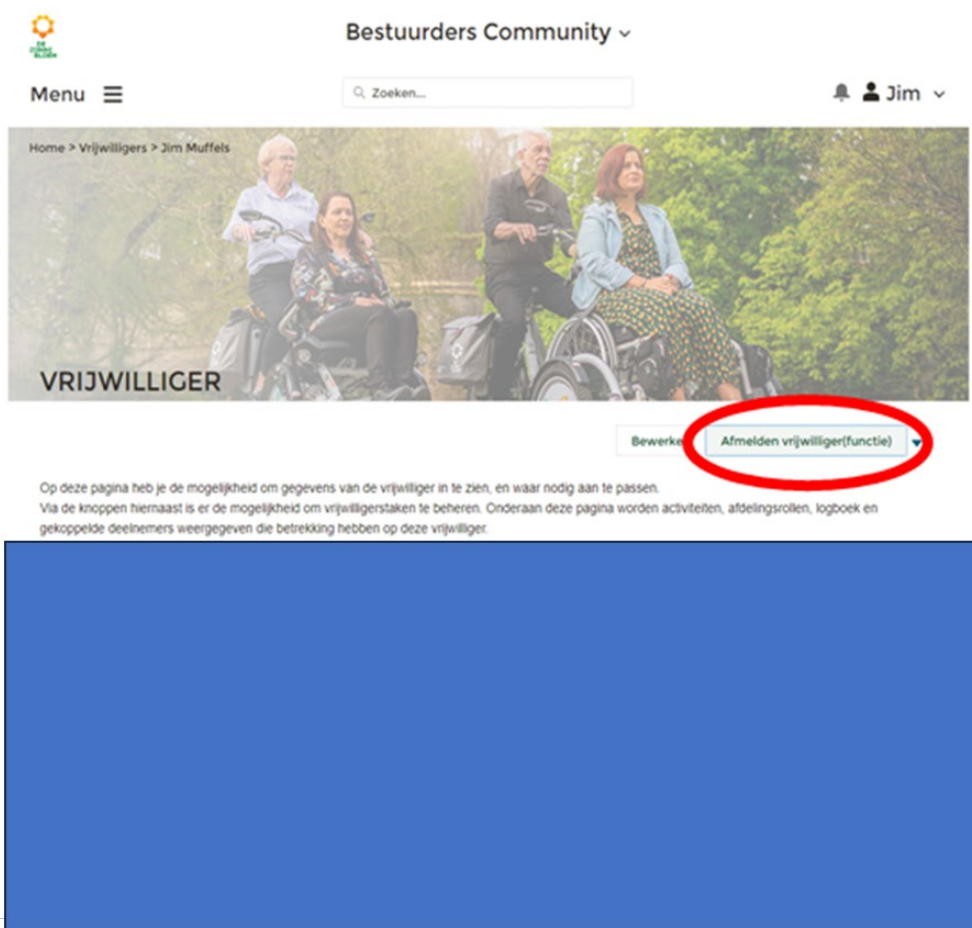 DE
ZONNE
BLOEM
Bestuurders Community
Menu
Zoeken...
Jim
Home > Vrijwilligers > Jim Muffels
VRIJWILLIGER
Bewerke
Afmelden vrijwilliger(functie)
Op deze pagina heb je de mogelijkheid om gegevens van de vrijwilliger in te zien, en waar nodig aan te passen.
Via de knoppen hiernaast is er de mogelijkheid om vrijwilligerstaken te beheren. Onderaan deze pagina worden activiteiten, afdelingsrollen, logboek en
gekoppelde deelnemers weergegeven die betrekking hebben op deze vrijwilliger.